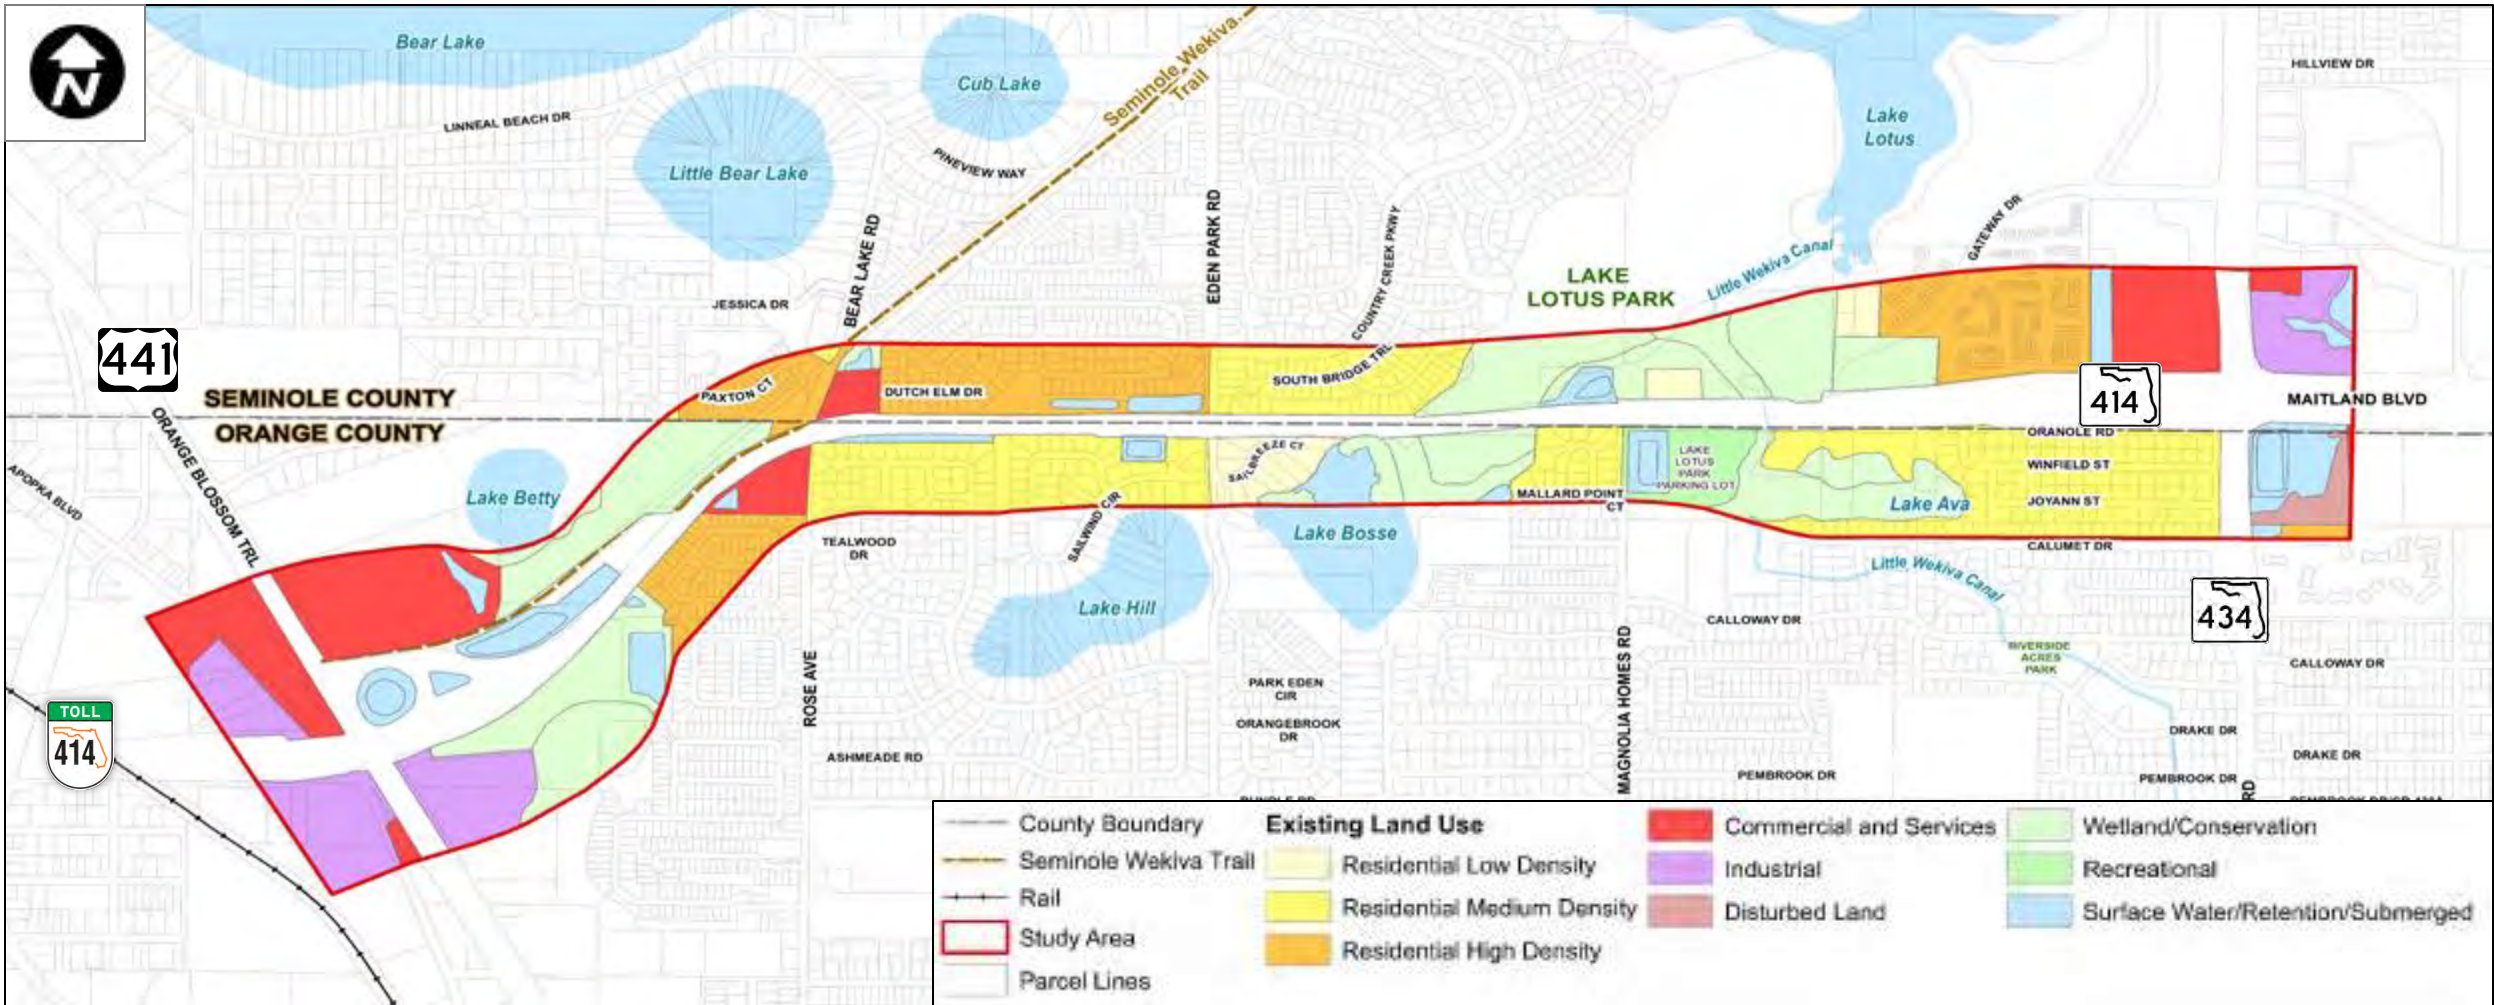 N
Bear Lake
LINNEAL BEACH DR
Little Bear Lake
Cub Lake
PINEVIEW WAY
Seminole Wekiva
Trail
Lake
Lotus
HILLVIEW DR
GATEWAY DR
Little Wekiva Canal
LAKE
LOTUS PARK
COUNTRY CREEK PKWY
EDEN PARK RD
BEAR LAKE RD
JESSICA DR
441
SEMINOLE COUNTY
ORANGE COUNTY
ORANGE BLOSSOM TRL
APOPKA BLVD
Lake Betty
PAXTON CT
DUTCH ELM DR
SOUTH BRIDGE TRL
414
MAITLAND BLVD
ORANOLE RD
WINFIELD ST
JOYANN ST
Lake Ava
CALUMET DR
SAILBREEZE CT
LAKE
LOTUS
PARK
PARKING LOT
MALLARD POINT
CT
TEALWOOD
DR
SAILWIND CIR
Lake Bosse
Lake Hill
Little Wekiva Canal
434
CALLOWAY DR
RIVERSIDE
ACRES
PARK
CALLOWAY DR
ROSE AVE
PARK EDEN
CIR
ORANGEBROOK
DR
MAGNOLIA HOMES RD
ASHMEADE RD
TOLL
414
DRAKE DR
DRAKE DR
PEMBROOK DR
PEMBROOK DR
RD
County Boundary
Seminole Wekiva Trail
Rail
Study Area
Parcel Lines
Existing Land Use
Residential Low Density
Residential Medium Density
Residential High Density
Commercial and Services
Industrial
Disturbed Land
Wetland/Conservation
Recreational
Surface Water/Retention/Submerged